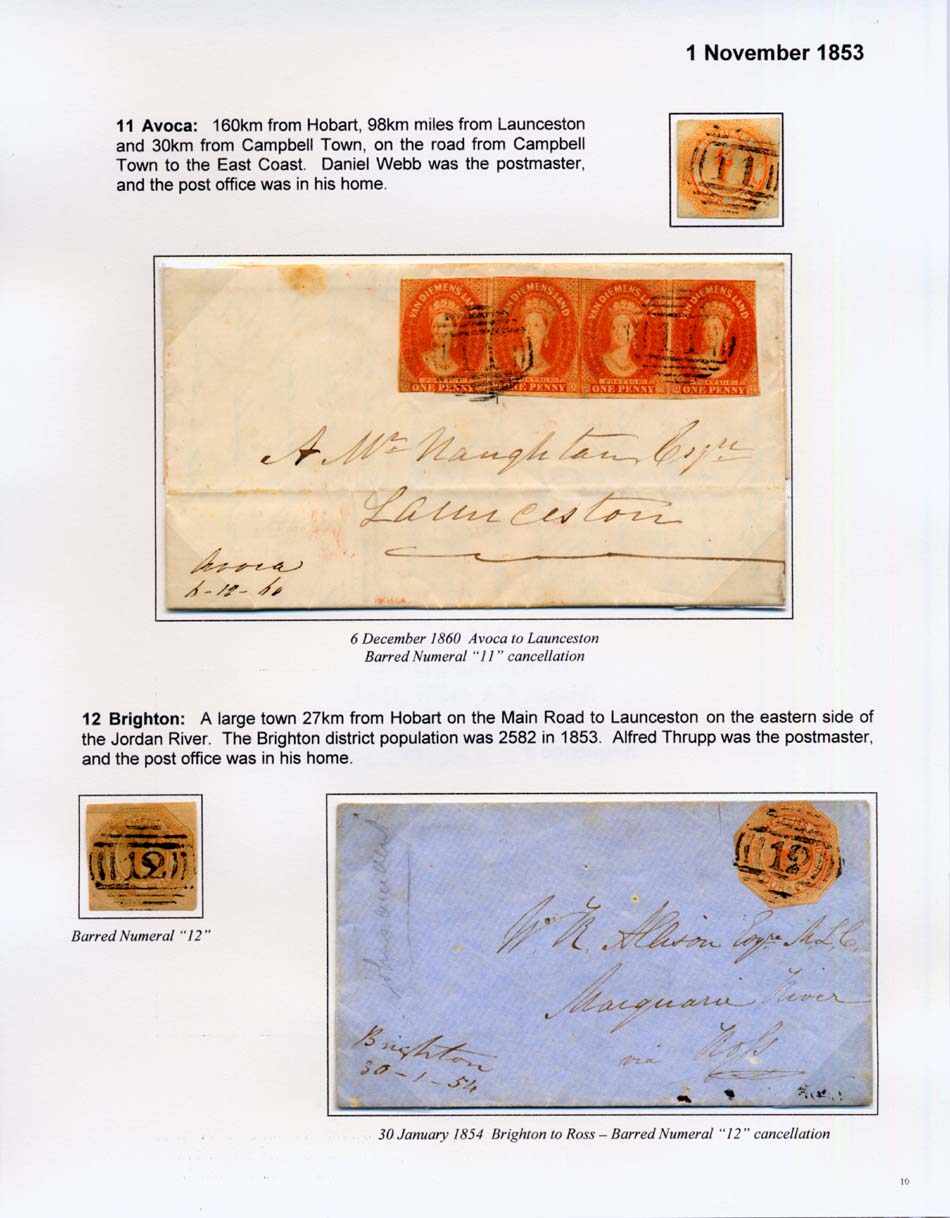 1 November 1853
11 Avoca: 160km from Hobart, 98km miles from Launceston
and 30km from Campbell Town, on the road from Campbell
Town to the East Coast. Daniel Webb was the postmaster,
and the post office was in his home.
11
VAN DIEMENS LAND VAN DIEMENS LAND VAN DIEMENS LAND VAN DIEMENS LAND
11 11
POSTAGE POSTAGE POSTAGE POSTAGE
ONE PENNY ONE PENNY ONE PENNY ONE PENNY
A McNaughtan Esqre
Launceston
Avoca
6-12-60
6 December 1860 Avoca to Launceston
Barred Numeral "11" cancellation
12 Brighton: A large town 27km from Hobart on the Main Road to Launceston on the eastern side of
the Jordan River. The Brighton district population was 2582 in 1853. Alfred Thrupp was the postmaster,
and the post office was in his home.
12
Barred Numeral "12"
12
W. R. Allison Esqre M.L.C.
Macquarie River
via Ross
Brighton
30-1-54
30 January 1854 Brighton to Ross – Barred Numeral "12" cancellation
10